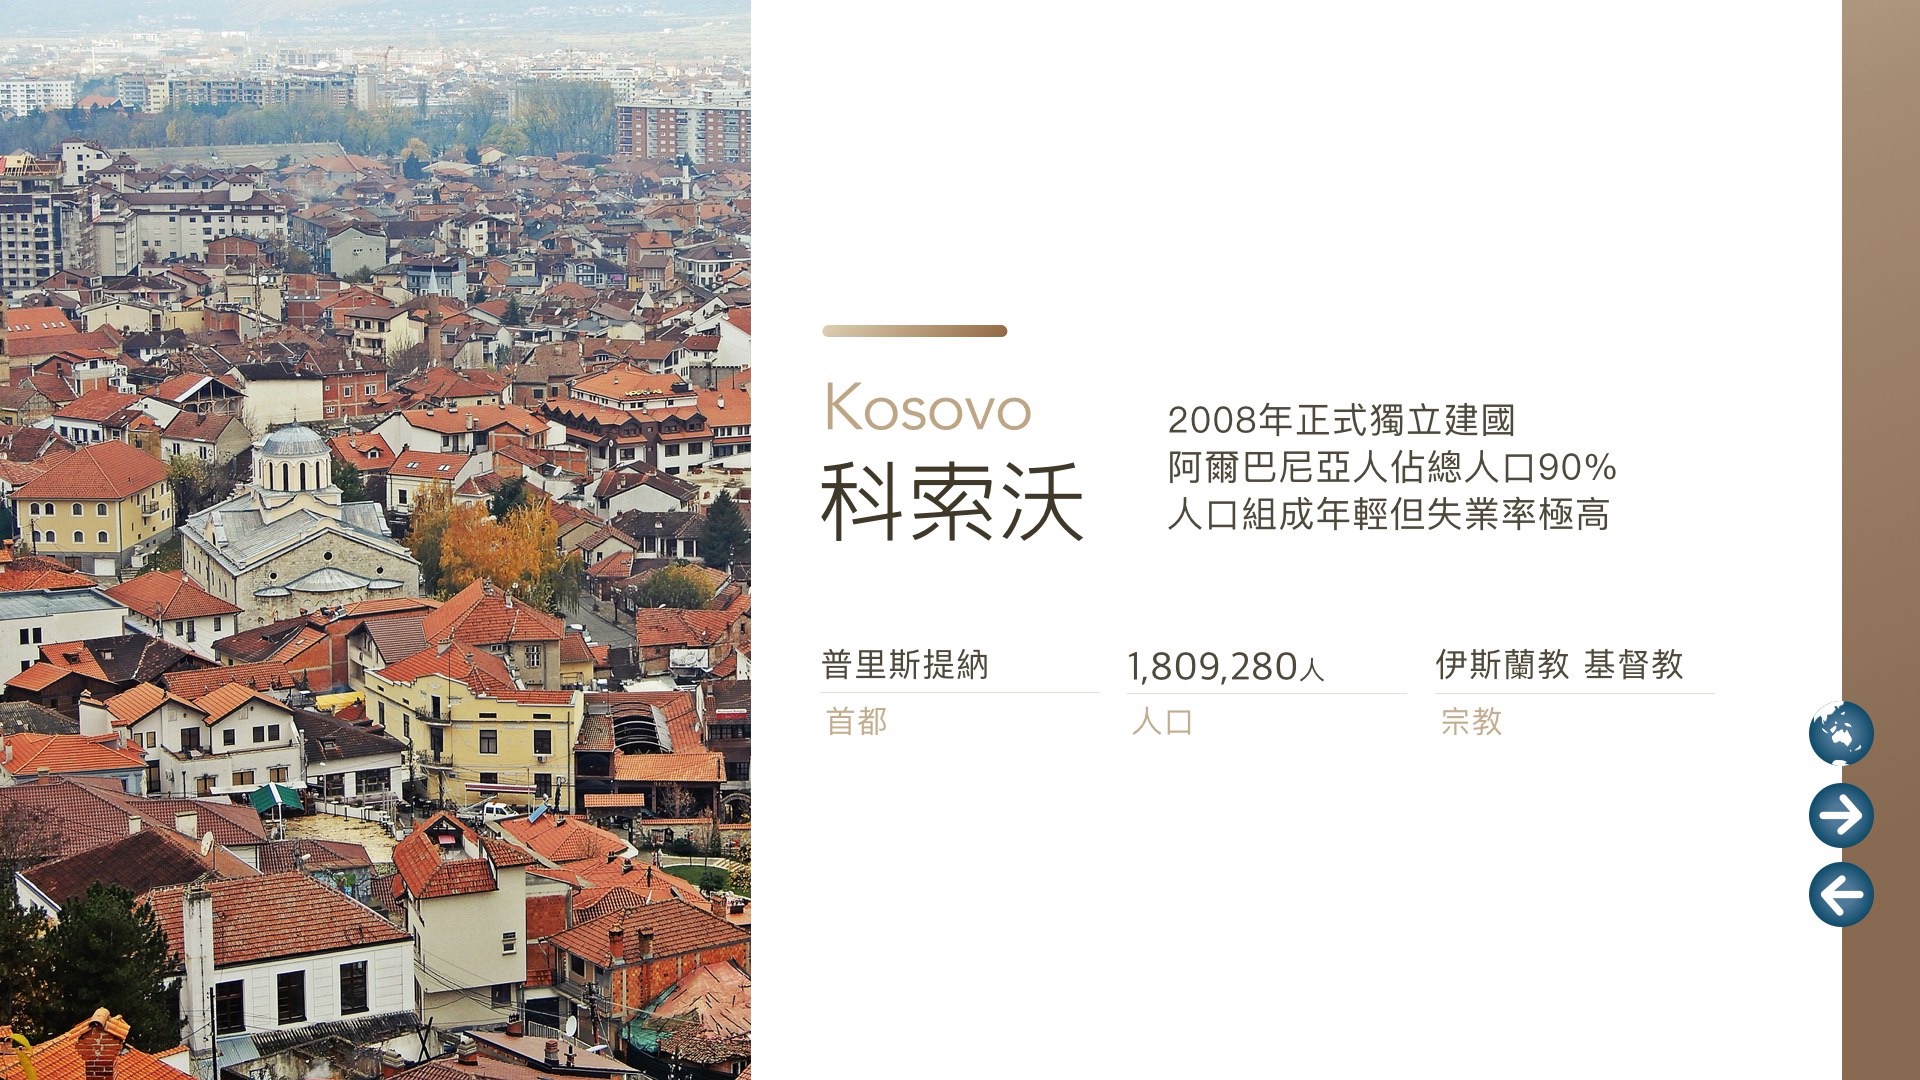 Kosovo
科索沃
2008年正式獨立建國
阿爾巴尼亞人佔總人口90%
人口組成年輕但失業率極高
普里斯提納
首都
1,809,280人
人口
伊斯蘭教 基督教
宗教